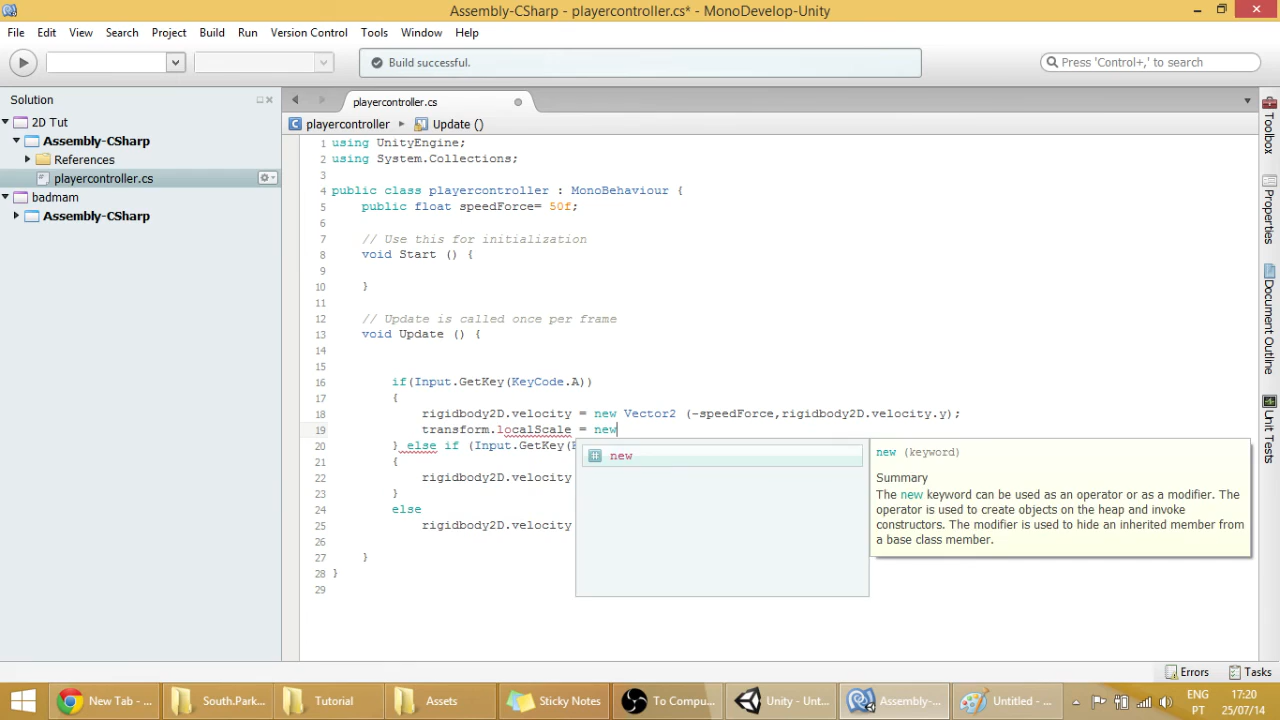 Assembly-CSharp - playercontroller.cs* - MonoDevelop-Unity
File Edit View Search Project Build Run Version Control Tools Window Help
Build successful.
Press 'Control+,' to search
Solution
2D Tut
Assembly-CSharp
References
playercontroller.cs
badmam
Assembly-CSharp
playercontroller.cs
playercontroller
Update ()
1 using UnityEngine;
2 using System.Collections;
3
4 public class playercontroller : MonoBehaviour {
5 public float speedForce= 50f;
6
7 // Use this for initialization
8 void Start () {
9
10 }
11
12 // Update is called once per frame
13 void Update () {
14
15
16 if(Input.GetKey(KeyCode.A))
17 {
18 rigidbody2D.velocity = new Vector2 (-speedForce,rigidbody2D.velocity.y);
19 transform.localScale = new
20 } else if (Input.GetKey(
21 {
22 rigidbody2D.velocity
23 }
24 else
25 rigidbody2D.velocity
26
27 }
28 }
29
new
new (keyword)
Summary
The new keyword can be used as an operator or as a modifier. The
operator is used to create objects on the heap and invoke
constructors. The modifier is used to hide an inherited member from
a base class member.
Toolbox
Properties
Document Outline
Unit Tests
Errors
Tasks
New Tab - ...
South.Park...
Tutorial
Assets
Sticky Notes
To Compu...
Unity - Unt...
Assembly-...
Untitled - ...
ENG
PT
17:20
25/07/14